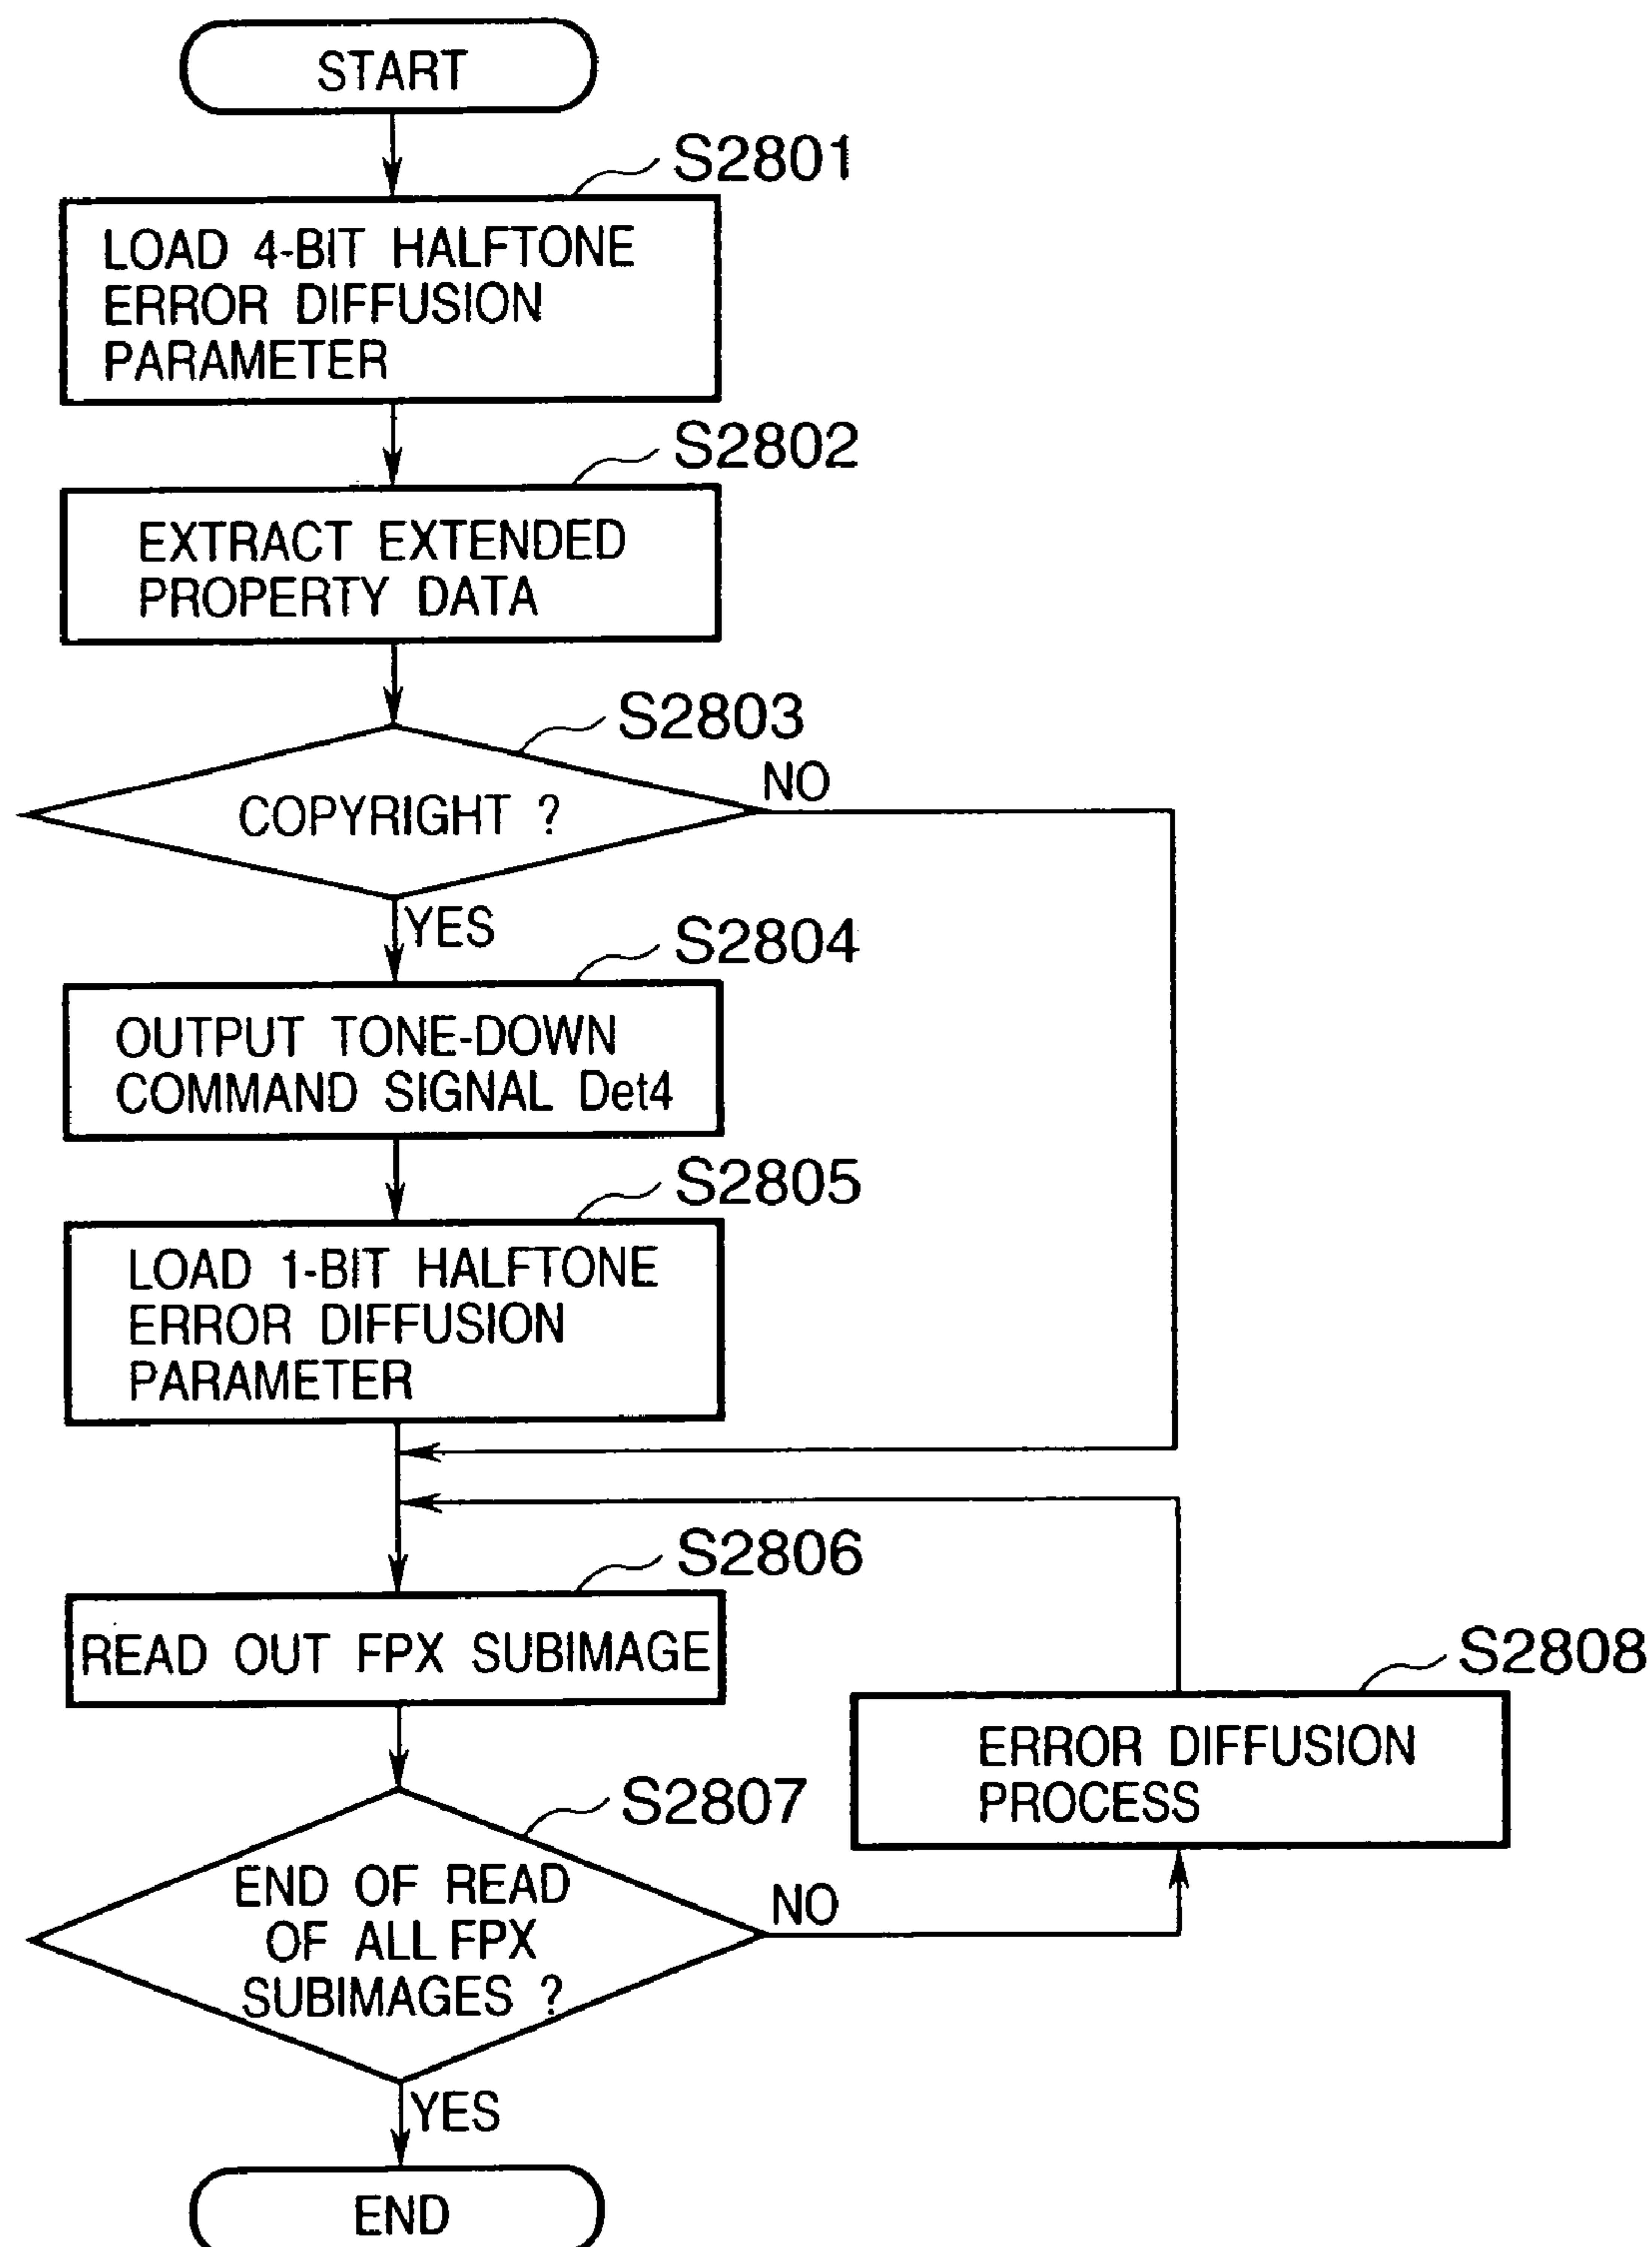 START
S2801
LOAD 4-BIT HALFTONE
ERROR DIFFUSION
PARAMETER
S2802
EXTRACT EXTENDED
PROPERTY DATA
S2803
COPYRIGHT ?
NO
YES
S2804
OUTPUT TONE-DOWN
COMMAND SIGNAL Det4
S2805
LOAD 1-BIT HALFTONE
ERROR DIFFUSION
PARAMETER
S2806
READ OUT FPX SUBIMAGE
S2808
ERROR DIFFUSION
PROCESS
S2807
END OF READ
OF ALL FPX
SUBIMAGES ?
NO
YES
END